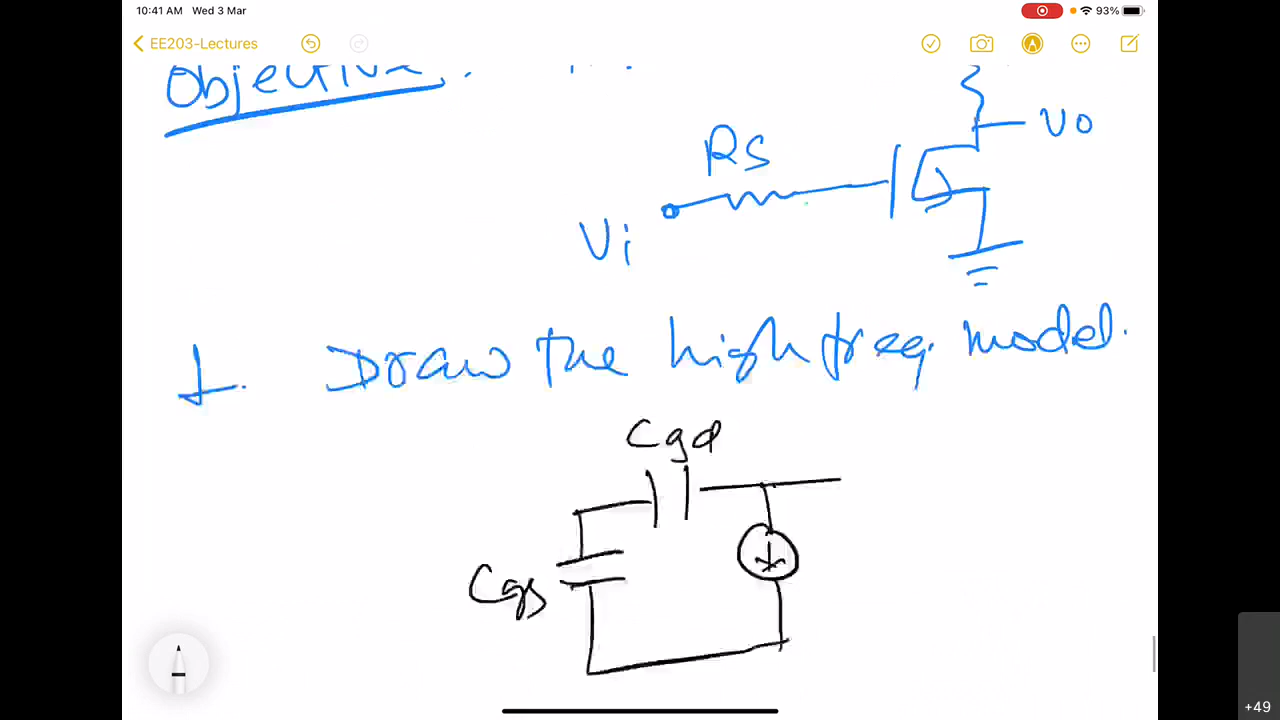 10:41 AM Wed 3 Mar
93%
EE203-Lectures
Objective
Vo
Rs
Vi
1. Draw the high freq. model.
Cgd
Cgs
+49